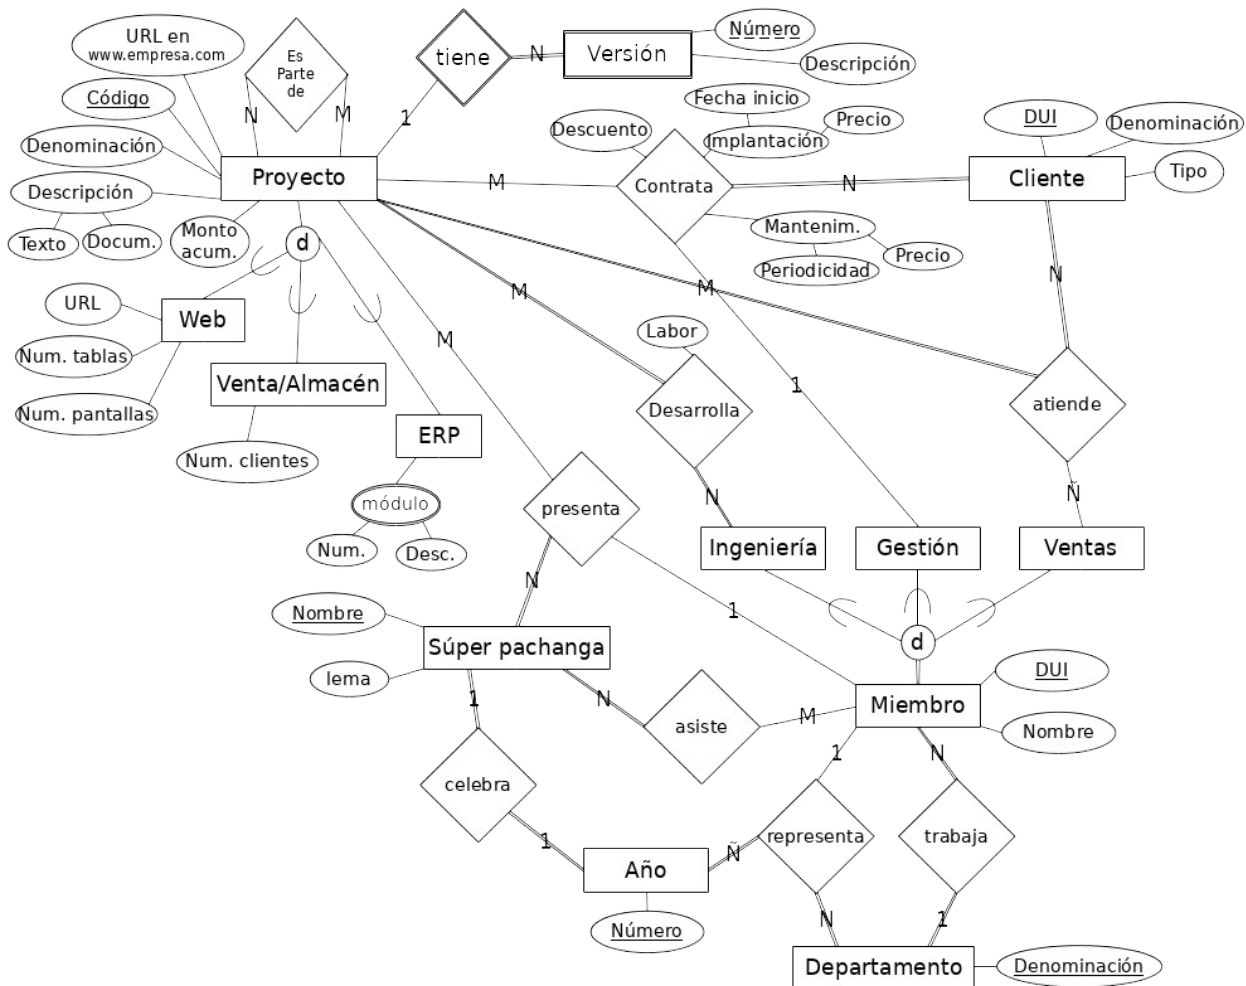 URL en
www.empresa.com
Es
Parte
de
tiene
N
Versión
Número
Descripción
Código
N
M
1
Fecha inicio
Descuento
Implantación
Precio
DUI
Denominación
Denominación
Proyecto
M
Contrata
N
Cliente
Tipo
Descripción
Texto
Docum.
Monto
acum.
d
Mantenim.
Precio
Periodicidad
URL
Web
Num. tablas
Num. pantallas
Venta/Almacén
Num. clientes
ERP
módulo
Num.
Desc.
M
M
M
N
Labor
Desarrolla
1
atiende
presenta
N
Ñ
Ingeniería
Gestión
Ventas
N
1
d
Nombre
Súper pachanga
lema
DUI
Miembro
Nombre
1
N
asiste
M
1
N
celebra
1
representa
trabaja
Año
Ñ
Número
N
1
Departamento
Denominación